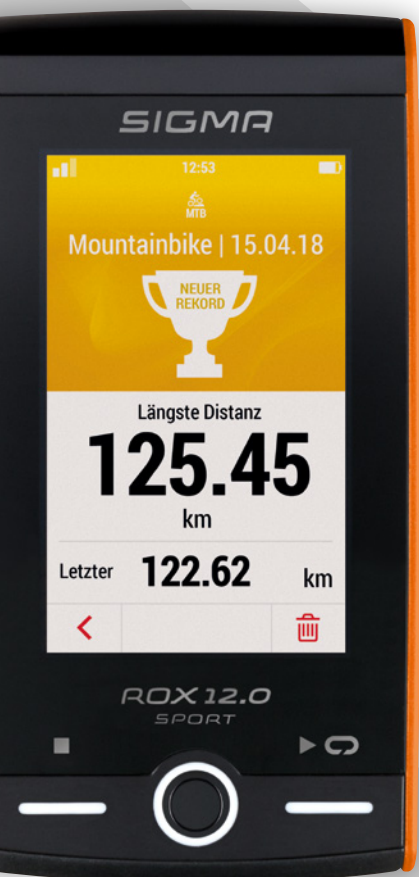 SIGMA
12:53
MTB
Mountainbike | 15.04.18
NEUER
REKORD
Längste Distanz
125.45
km
Letzter 122.62 km
ROX 12.0
SPORT